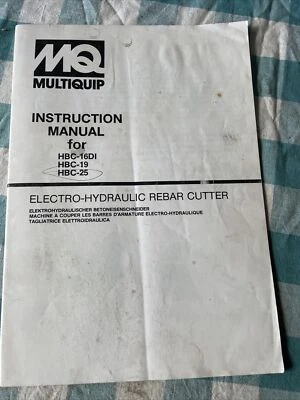 MQ
MULTIQUIP
INSTRUCTION
MANUAL
for
HBC-16DI
HBC-19
HBC-25
ELECTRO-HYDRAULIC REBAR CUTTER
ELEKTROHYDRAULISCHER BETONEISENSCHNEIDER
MACHINE A COUPER LES BARRES D'ARMATURE ELECTRO-HYDRAULIQUE
TAGLIATRICE ELETTROIDRAULICA